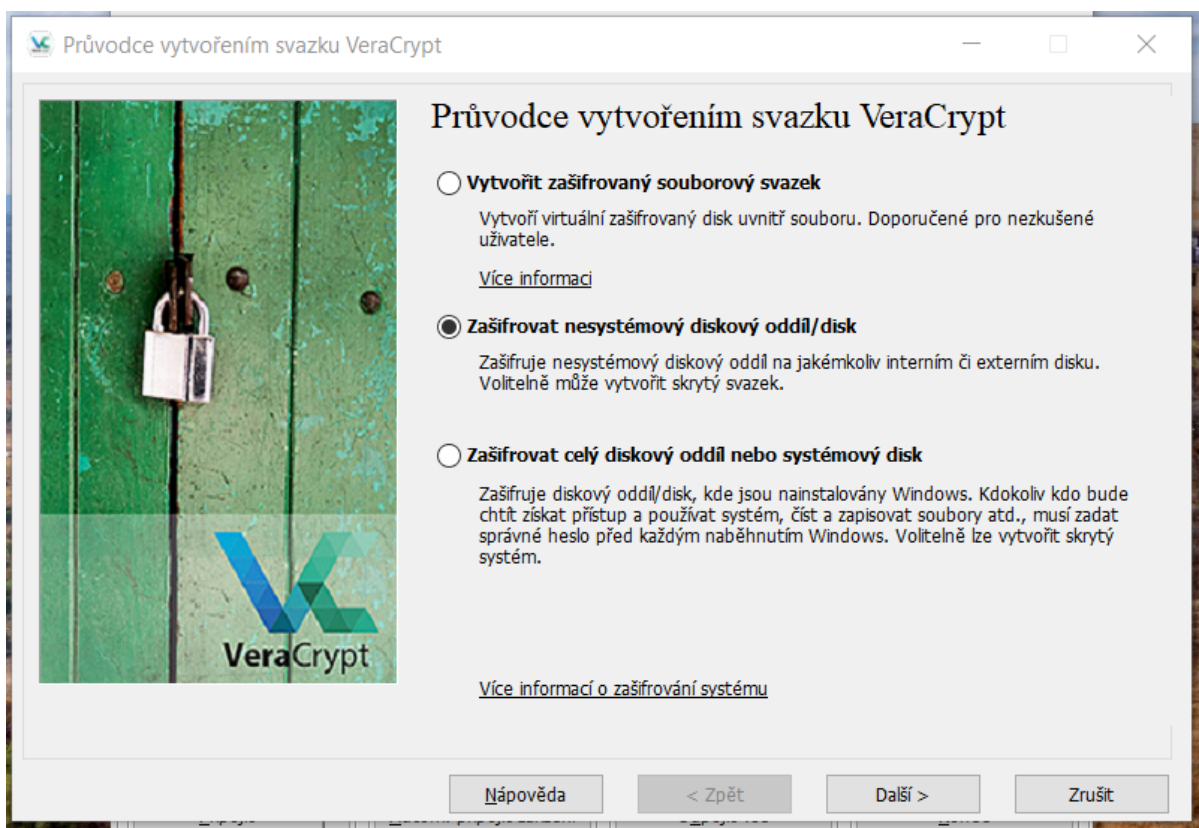 Průvodce vytvořením svazku VeraCrypt
Průvodce vytvořením svazku VeraCrypt
Vytvořit zašifrovaný souborový svazek
Vytvoří virtuální zašifrovaný disk uvnitř souboru. Doporučené pro nezkušené
uživatele.
Více informaci
Zašifrovat nesystémový diskový oddíl/disk
Zašifruje nesystémový diskový oddíl na jakémkoliv interním či externím disku.
Volitelně může vytvořit skrytý svazek.
Zašifrovat celý diskový oddíl nebo systémový disk
Zašifruje diskový oddíl/disk, kde jsou nainstalovány Windows. Kdokoliv kdo bude
chtít získat přístup a používat systém, číst a zapisovat soubory atd., musí zadat
správné heslo před každým naběhnutím Windows. Volitelně lze vytvořit skrytý
systém.
VeraCrypt
Více informací o zašifrování systému
Nápověda
< Zpět
Další >
Zrušit